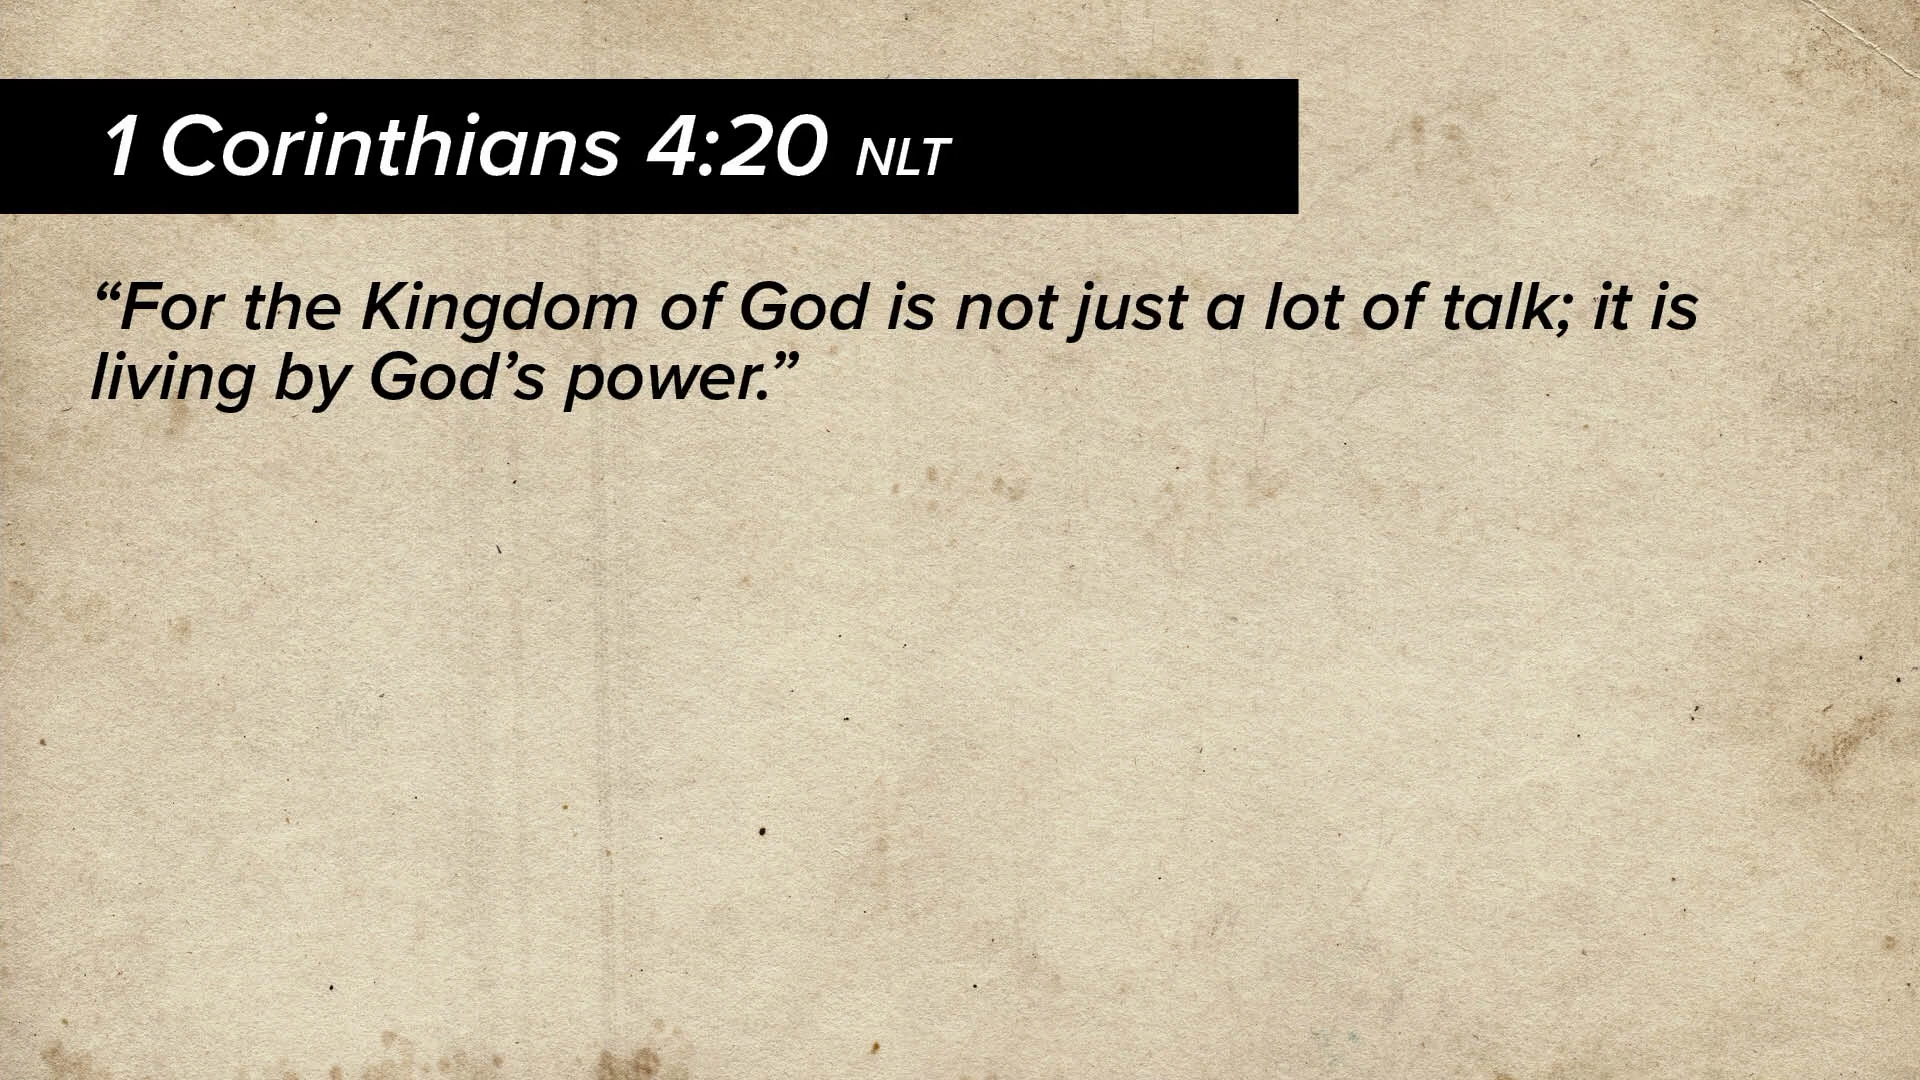 1 Corinthians 4:20 NLT
“For the Kingdom of God is not just a lot of talk; it is
living by God’s power.”